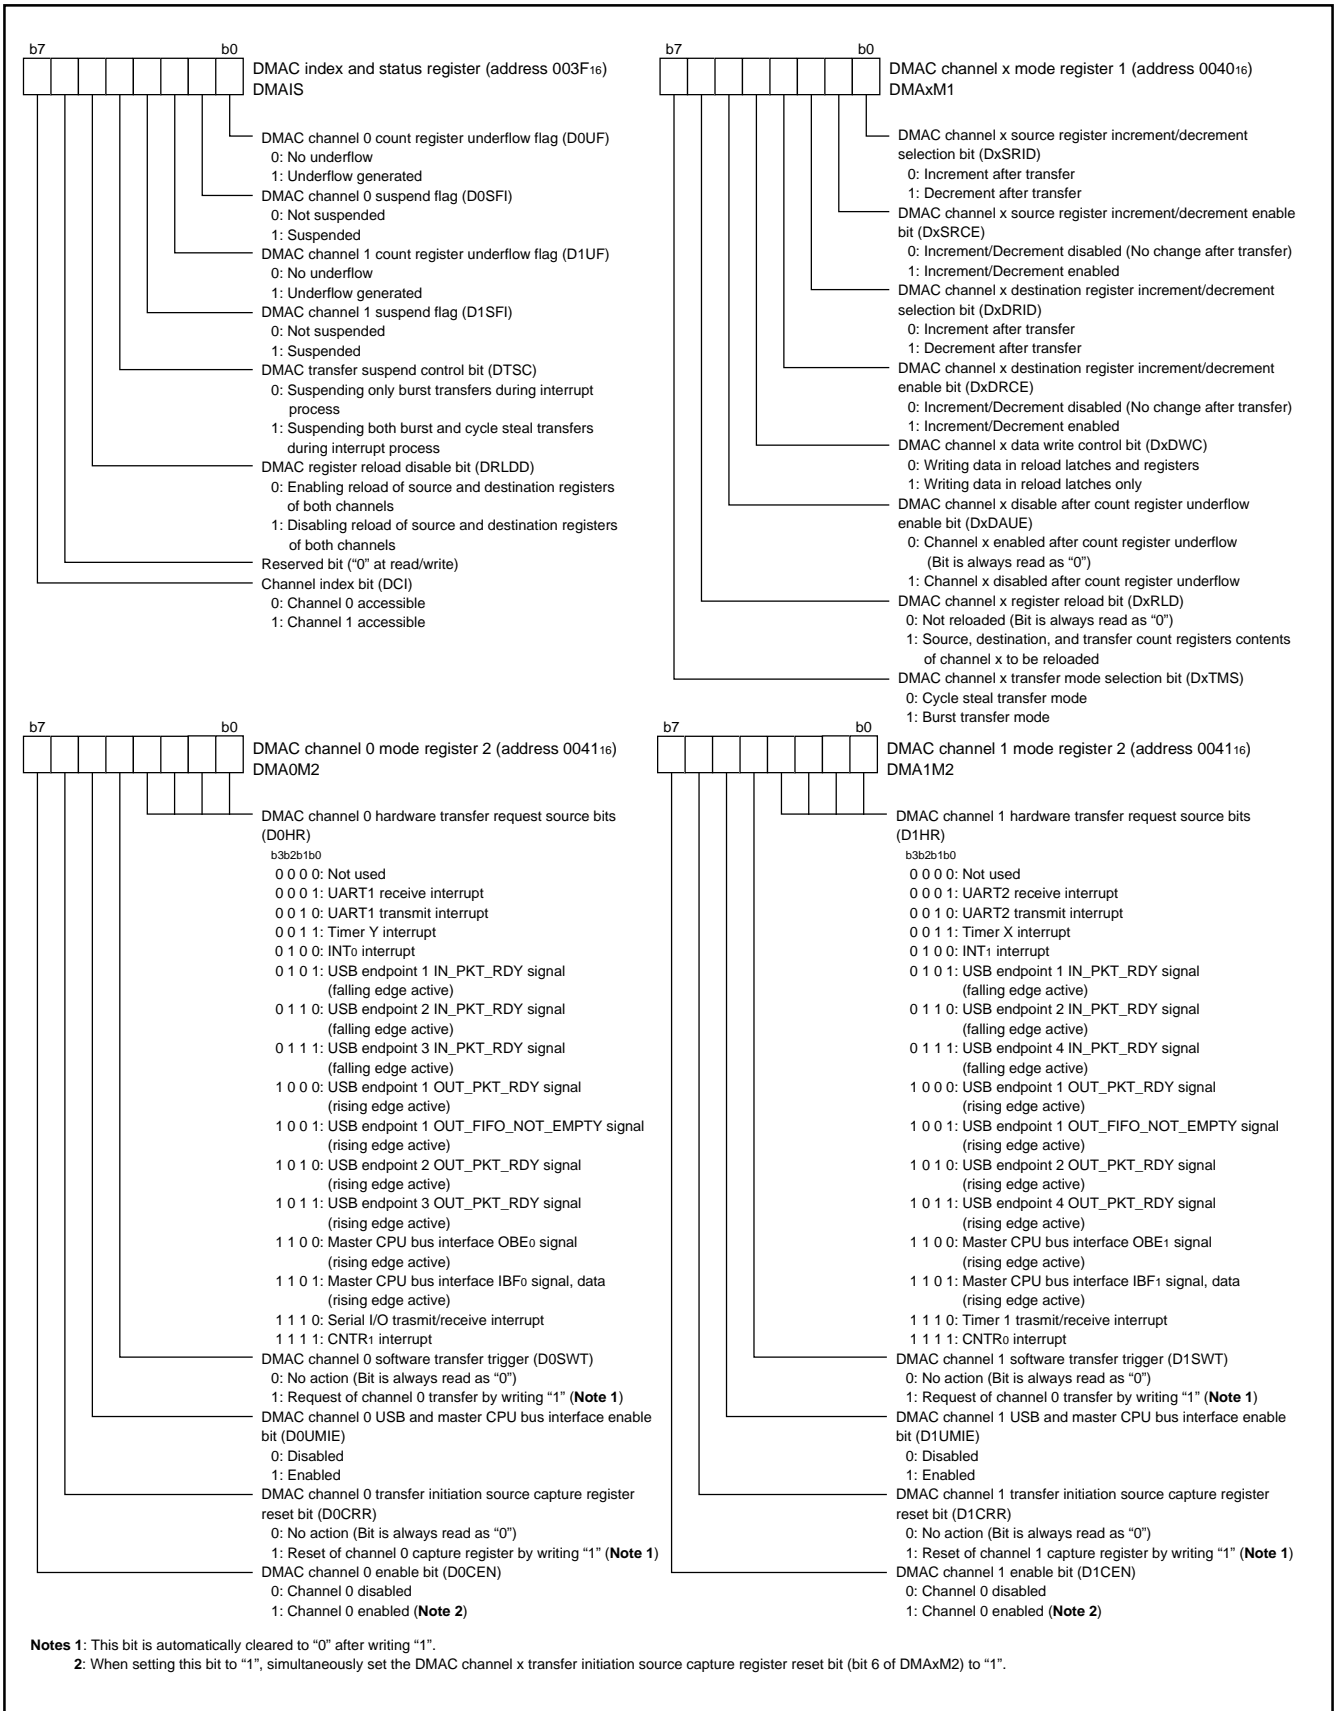 b7 b0
DMAC index and status register (address 003F16)
DMAIS
DMAC channel 0 count register underflow flag (D0UF)
0: No underflow
1: Underflow generated
DMAC channel 0 suspend flag (D0SFI)
0: Not suspended
1: Suspended
DMAC channel 1 count register underflow flag (D1UF)
0: No underflow
1: Underflow generated
DMAC channel 1 suspend flag (D1SFI)
0: Not suspended
1: Suspended
DMAC transfer suspend control bit (DTSC)
0: Suspending only burst transfers during interrupt
process
1: Suspending both burst and cycle steal transfers
during interrupt process
DMAC register reload disable bit (DRLDD)
0: Enabling reload of source and destination registers
of both channels
1: Disabling reload of source and destination registers
of both channels
Reserved bit (“0” at read/write)
Channel index bit (DCI)
0: Channel 0 accessible
1: Channel 1 accessible
b7 b0
DMAC channel x mode register 1 (address 004016)
DMAxM1
DMAC channel x source register increment/decrement
selection bit (DxSRID)
0: Increment after transfer
1: Decrement after transfer
DMAC channel x source register increment/decrement enable
bit (DxSRCE)
0: Increment/Decrement disabled (No change after transfer)
1: Increment/Decrement enabled
DMAC channel x destination register increment/decrement
selection bit (DxDRID)
0: Increment after transfer
1: Decrement after transfer
DMAC channel x destination register increment/decrement
enable bit (DxDRCE)
0: Increment/Decrement disabled (No change after transfer)
1: Increment/Decrement enabled
DMAC channel x data write control bit (DxDWC)
0: Writing data in reload latches and registers
1: Writing data in reload latches only
DMAC channel x disable after count register underflow
enable bit (DxDAUE)
0: Channel x enabled after count register underflow
(Bit is always read as “0”)
1: Channel x disabled after count register underflow
DMAC channel x register reload bit (DxRLD)
0: Not reloaded (Bit is always read as “0”)
1: Source, destination, and transfer count registers contents
of channel x to be reloaded
DMAC channel x transfer mode selection bit (DxTMS)
0: Cycle steal transfer mode
1: Burst transfer mode
b7 b0
DMAC channel 0 mode register 2 (address 004116)
DMA0M2
DMAC channel 0 hardware transfer request source bits
(D0HR)
b3b2b1b0
0 0 0 0: Not used
0 0 0 1: UART1 receive interrupt
0 0 1 0: UART1 transmit interrupt
0 0 1 1: Timer Y interrupt
0 1 0 0: INT0 interrupt
0 1 0 1: USB endpoint 1 IN_PKT_RDY signal
(falling edge active)
0 1 1 0: USB endpoint 2 IN_PKT_RDY signal
(falling edge active)
0 1 1 1: USB endpoint 3 IN_PKT_RDY signal
(falling edge active)
1 0 0 0: USB endpoint 1 OUT_PKT_RDY signal
(rising edge active)
1 0 0 1: USB endpoint 1 OUT_FIFO_NOT_EMPTY signal
(rising edge active)
1 0 1 0: USB endpoint 2 OUT_PKT_RDY signal
(rising edge active)
1 0 1 1: USB endpoint 3 OUT_PKT_RDY signal
(rising edge active)
1 1 0 0: Master CPU bus interface OBE0 signal
(rising edge active)
1 1 0 1: Master CPU bus interface IBF0 signal, data
(rising edge active)
1 1 1 0: Serial I/O trasmit/receive interrupt
1 1 1 1: CNTR1 interrupt
DMAC channel 0 software transfer trigger (D0SWT)
0: No action (Bit is always read as “0”)
1: Request of channel 0 transfer by writing “1” (Note 1)
DMAC channel 0 USB and master CPU bus interface enable
bit (D0UMIE)
0: Disabled
1: Enabled
DMAC channel 0 transfer initiation source capture register
reset bit (D0CRR)
0: No action (Bit is always read as “0”)
1: Reset of channel 0 capture register by writing “1” (Note 1)
DMAC channel 0 enable bit (D0CEN)
0: Channel 0 disabled
1: Channel 0 enabled (Note 2)
b7 b0
DMAC channel 1 mode register 2 (address 004116)
DMA1M2
DMAC channel 1 hardware transfer request source bits
(D1HR)
b3b2b1b0
0 0 0 0: Not used
0 0 0 1: UART2 receive interrupt
0 0 1 0: UART2 transmit interrupt
0 0 1 1: Timer X interrupt
0 1 0 0: INT1 interrupt
0 1 0 1: USB endpoint 1 IN_PKT_RDY signal
(falling edge active)
0 1 1 0: USB endpoint 2 IN_PKT_RDY signal
(falling edge active)
0 1 1 1: USB endpoint 4 IN_PKT_RDY signal
(falling edge active)
1 0 0 0: USB endpoint 1 OUT_PKT_RDY signal
(rising edge active)
1 0 0 1: USB endpoint 1 OUT_FIFO_NOT_EMPTY signal
(rising edge active)
1 0 1 0: USB endpoint 2 OUT_PKT_RDY signal
(rising edge active)
1 0 1 1: USB endpoint 4 OUT_PKT_RDY signal
(rising edge active)
1 1 0 0: Master CPU bus interface OBE1 signal
(rising edge active)
1 1 0 1: Master CPU bus interface IBF1 signal, data
(rising edge active)
1 1 1 0: Timer 1 trasmit/receive interrupt
1 1 1 1: CNTR0 interrupt
DMAC channel 1 software transfer trigger (D1SWT)
0: No action (Bit is always read as “0”)
1: Request of channel 0 transfer by writing “1” (Note 1)
DMAC channel 1 USB and master CPU bus interface enable
bit (D1UMIE)
0: Disabled
1: Enabled
DMAC channel 1 transfer initiation source capture register
reset bit (D1CRR)
0: No action (Bit is always read as “0”)
1: Reset of channel 1 capture register by writing “1” (Note 1)
DMAC channel 1 enable bit (D1CEN)
0: Channel 0 disabled
1: Channel 0 enabled (Note 2)
Notes 1: This bit is automatically cleared to “0” after writing “1”.
2: When setting this bit to “1”, simultaneously set the DMAC channel x transfer initiation source capture register reset bit (bit 6 of DMAxM2) to “1”.